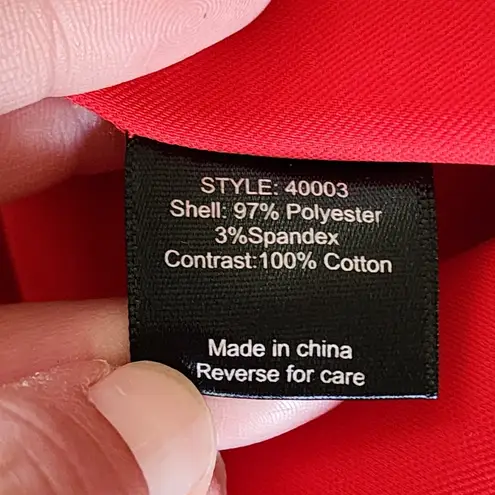 STYLE: 40003
Shell: 97% Polyester
3%Spandex
Contrast:100% Cotton
Made in china
Reverse for care